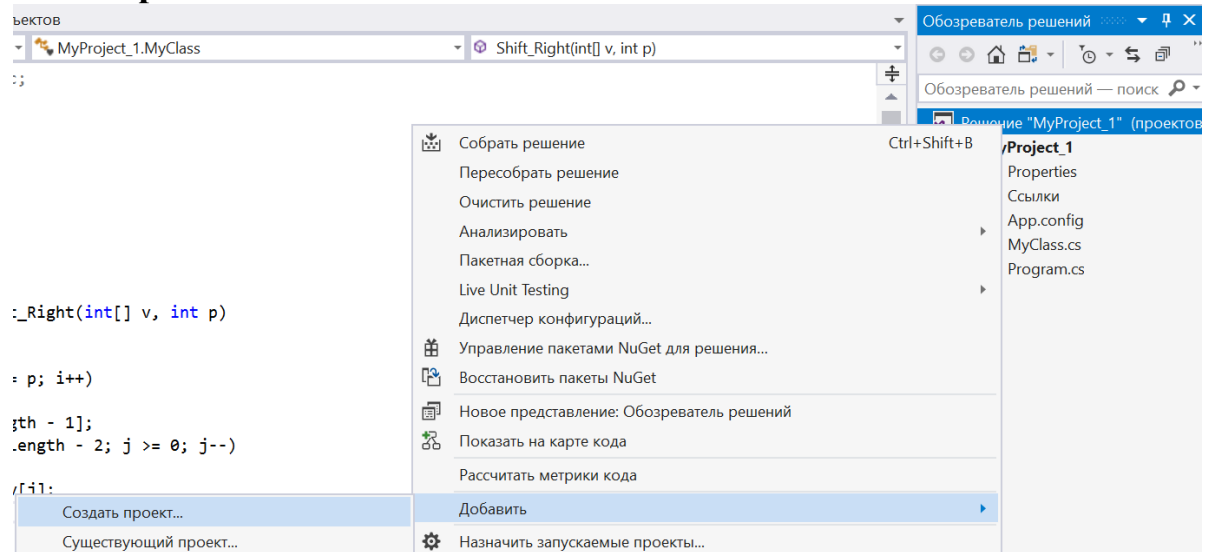 ъектов
Обозреватель решений
MyProject_1.MyClass
Shift_Right(int[] v, int p)
Обозреватель решений — поиск
Решение "MyProject_1" (проектов
Собрать решение Ctrl+Shift+B
yProject_1
Пересобрать решение
Properties
Очистить решение
Ссылки
Анализировать
App.config
Пакетная сборка...
MyClass.cs
Live Unit Testing
Program.cs
t_Right(int[] v, int p)
Диспетчер конфигураций...
Управление пакетами NuGet для решения...
= p; i++)
Восстановить пакеты NuGet
Новое представление: Обозреватель решений
gth - 1];
Length - 2; j >= 0; j--)
Показать на карте кода
Рассчитать метрики кода
v[j];
Добавить
Создать проект...
Существующий проект...
Назначить запускаемые проекты...